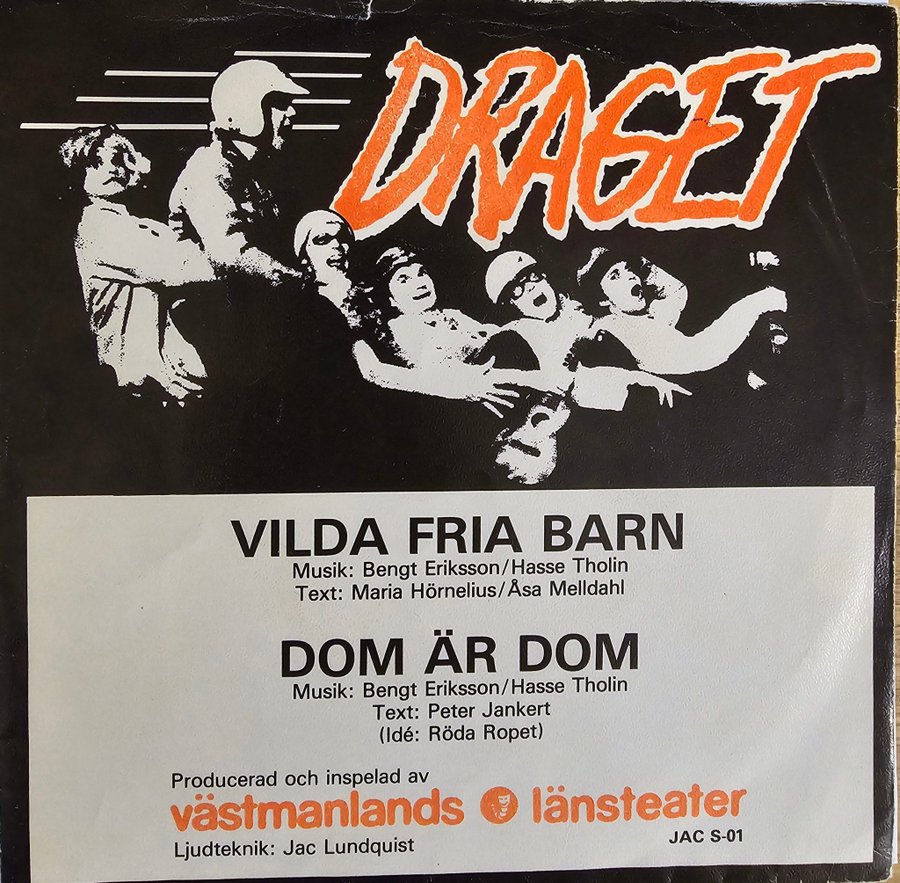 DRAGET
VILDA FRIA BARN
Musik: Bengt Eriksson/Hasse Tholin
Text: Maria Hörnelius/Åsa Melldahl
DOM ÄR DOM
Musik: Bengt Eriksson/Hasse Tholin
Text: Peter Jankert
(Idé: Röda Ropet)
Producerad och inspelad av
västmanlands länsteater
JAC S-01
Ljudteknik: Jac Lundquist